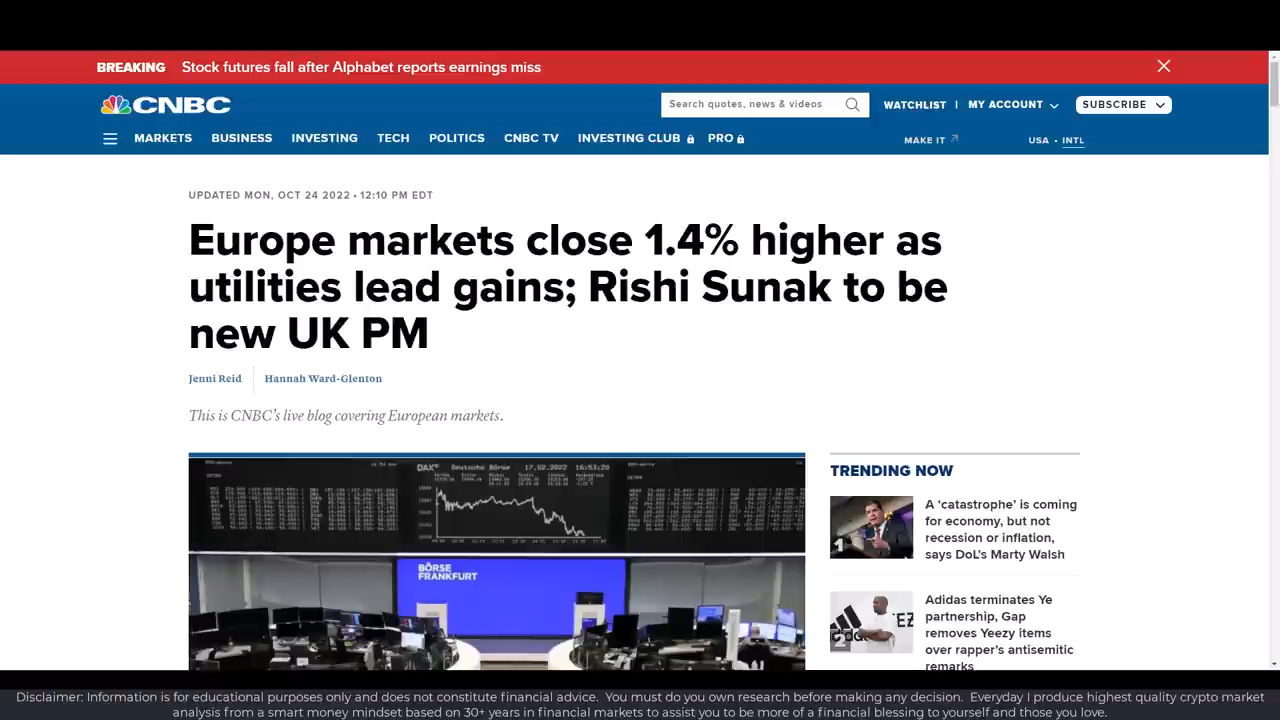 BREAKING Stock futures fall after Alphabet reports earnings miss
CNBC
Search quotes, news & videos
WATCHLIST | MY ACCOUNT
SUBSCRIBE
MARKETS BUSINESS INVESTING TECH POLITICS CNBC TV INVESTING CLUB PRO
MAKE IT
USA • INTL
UPDATED MON, OCT 24 2022 • 12:10 PM EDT
Europe markets close 1.4% higher as
utilities lead gains; Rishi Sunak to be
new UK PM
Jenni Reid
Hannah Ward-Glenton
This is CNBC's live blog covering European markets.
DAX® Deutsche Börse 17.02.2022 16:53:20
BÖRSE
FRANKFURT
TRENDING NOW
1
A ‘catastrophe’ is coming
for economy, but not
recession or inflation,
says DoL’s Marty Walsh
2
Adidas terminates Ye
partnership, Gap
removes Yeezy items
over rapper's antisemitic
remarks
Disclaimer: Information is for educational purposes only and does not constitute financial advice. You must do you own research before making any decision. Everyday I produce highest quality crypto market
analysis from a smart money mindset based on 30+ years in financial markets to assist you to be more of a financial blessing to yourself and those you love.